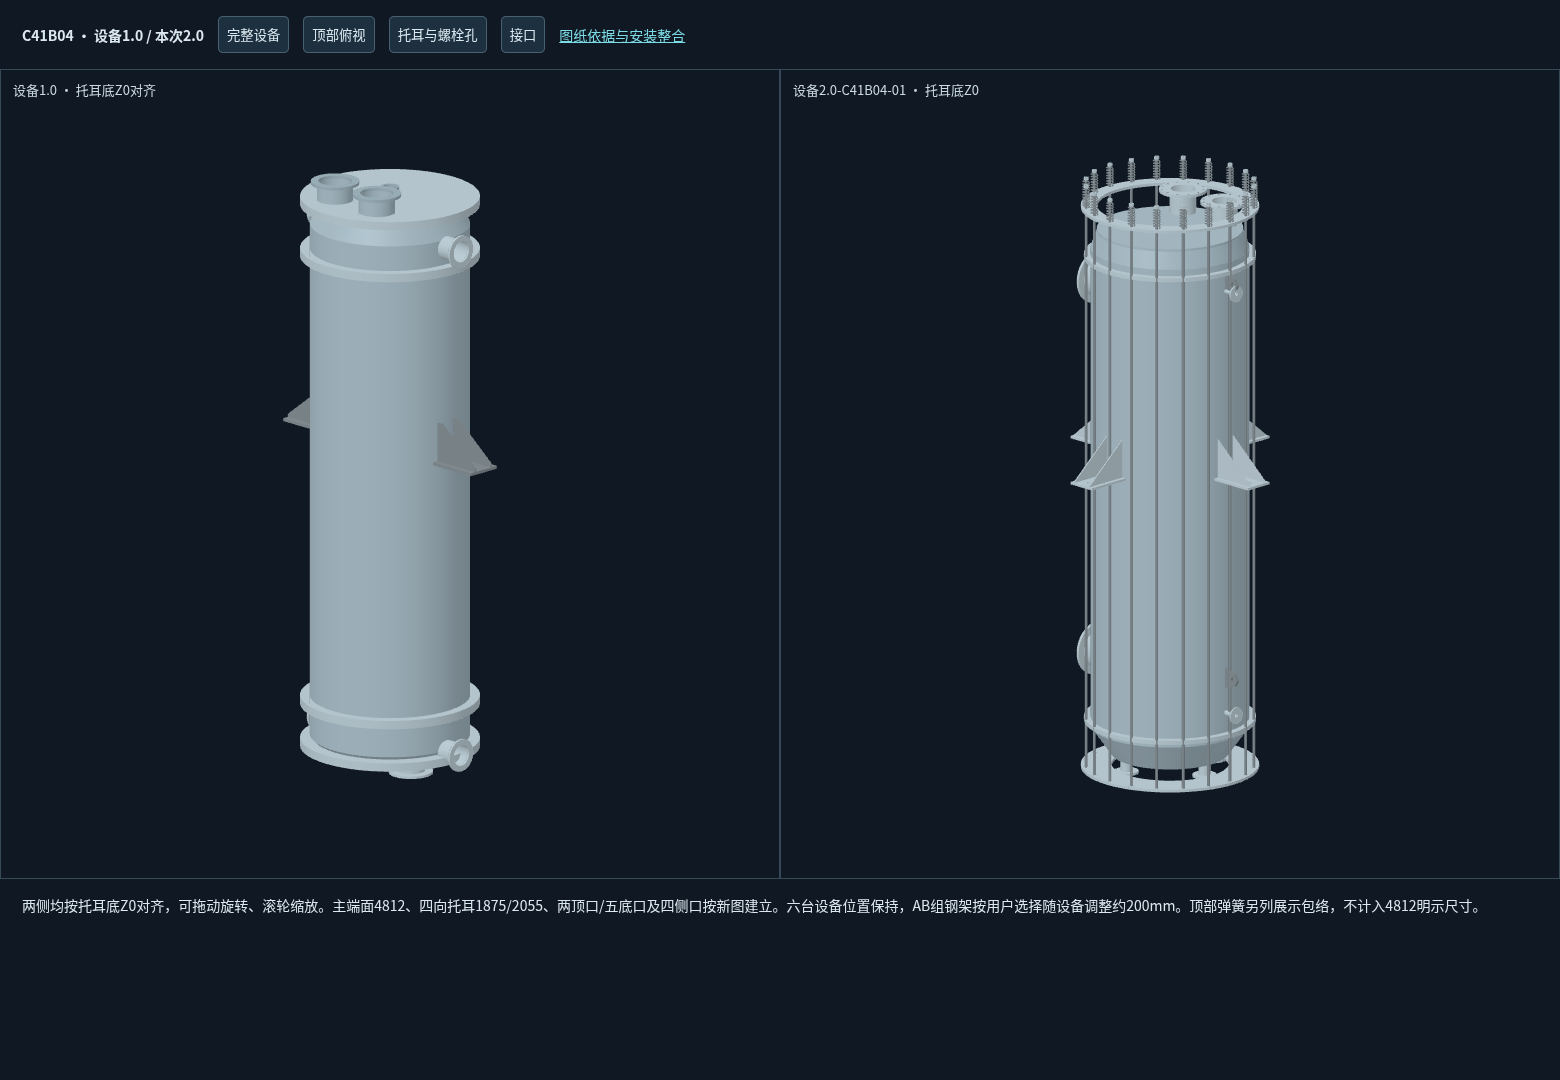 C41B04 · 设备1.0 / 本次2.0 完整设备 顶部俯视 托耳与螺栓孔 接口 图纸依据与安装整合
设备1.0 · 托耳底Z0对齐
设备2.0-C41B04-01 · 托耳底Z0
两侧均按托耳底Z0对齐，可拖动旋转、滚轮缩放。主端面4812、四向托耳1875/2055、两顶口/五底口及四侧口按新图建立。六台设备位置保持，AB组钢架按用户选择随设备调整约200mm。顶部弹簧另列展示包络，不计入4812明示尺寸。